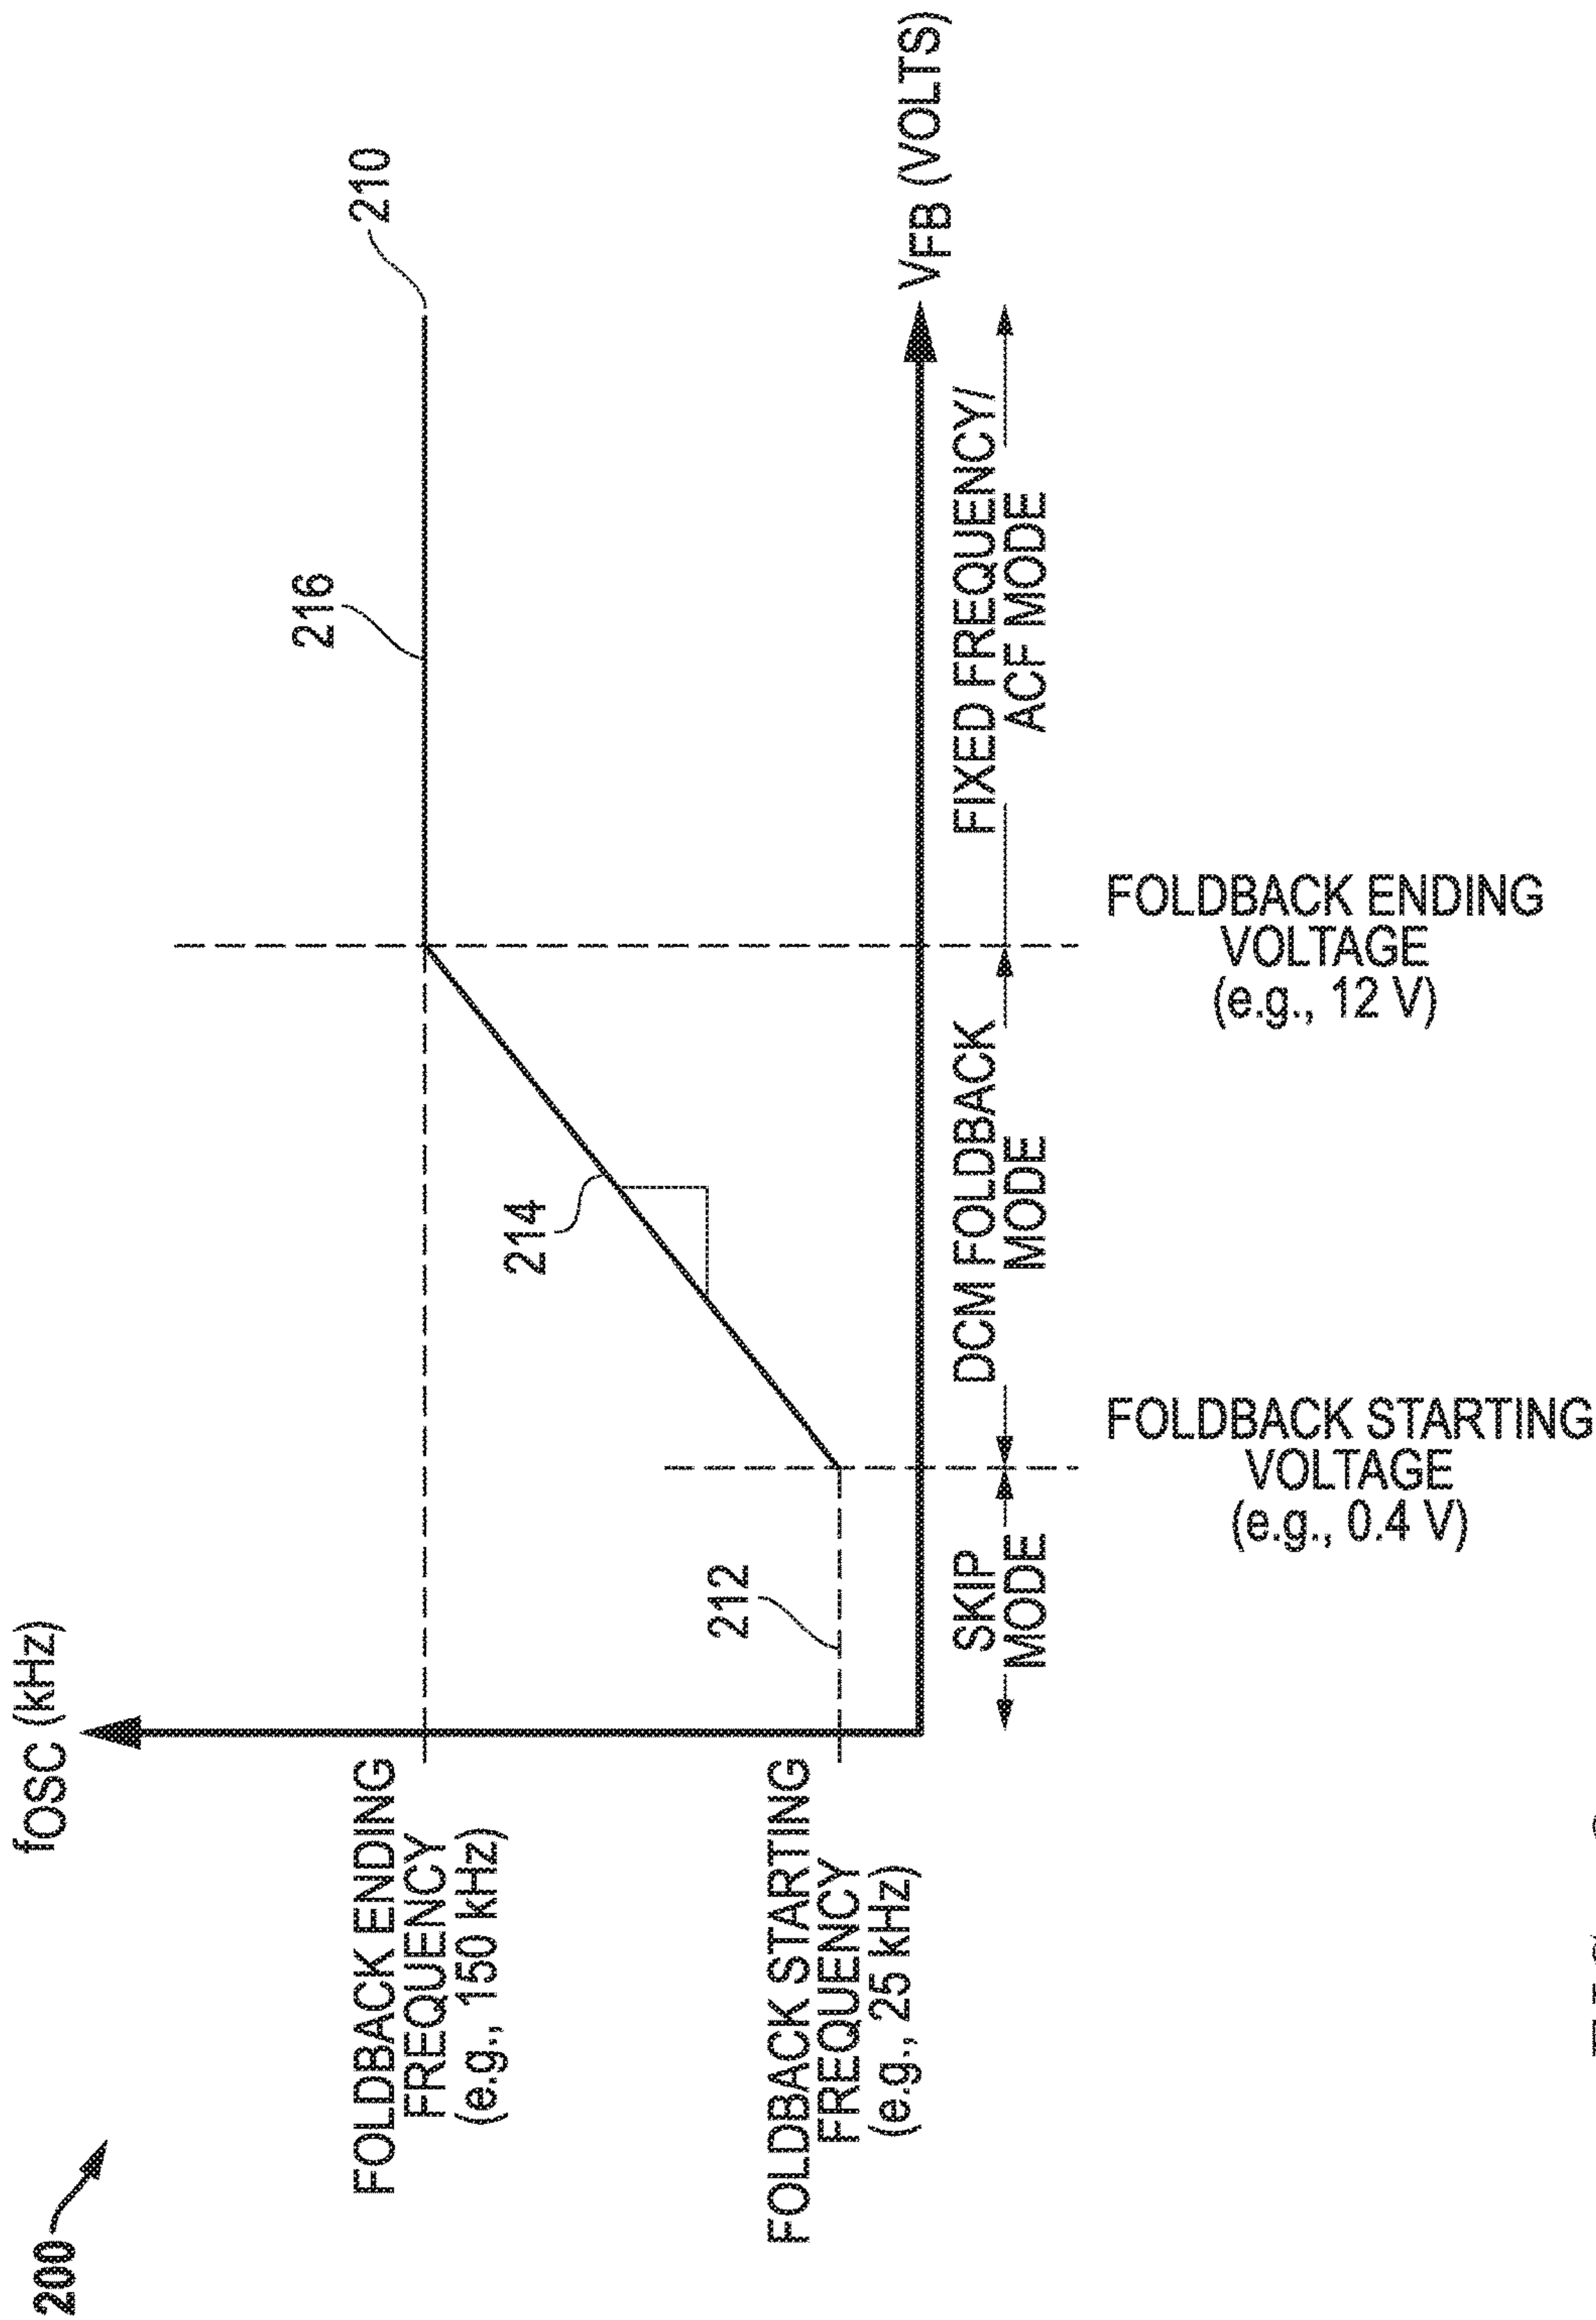 200
fOSC (kHz)
FOLDBACK ENDING
FREQUENCY
(e.g., 150 kHz)
FOLDBACK STARTING
FREQUENCY
(e.g., 25 kHz)
210
216
214
212
VFB (VOLTS)
SKIP
MODE
DCM FOLDBACK
MODE
FIXED FREQUENCY/
ACF MODE
FOLDBACK STARTING
VOLTAGE
(e.g., 0.4 V)
FOLDBACK ENDING
VOLTAGE
(e.g., 12 V)